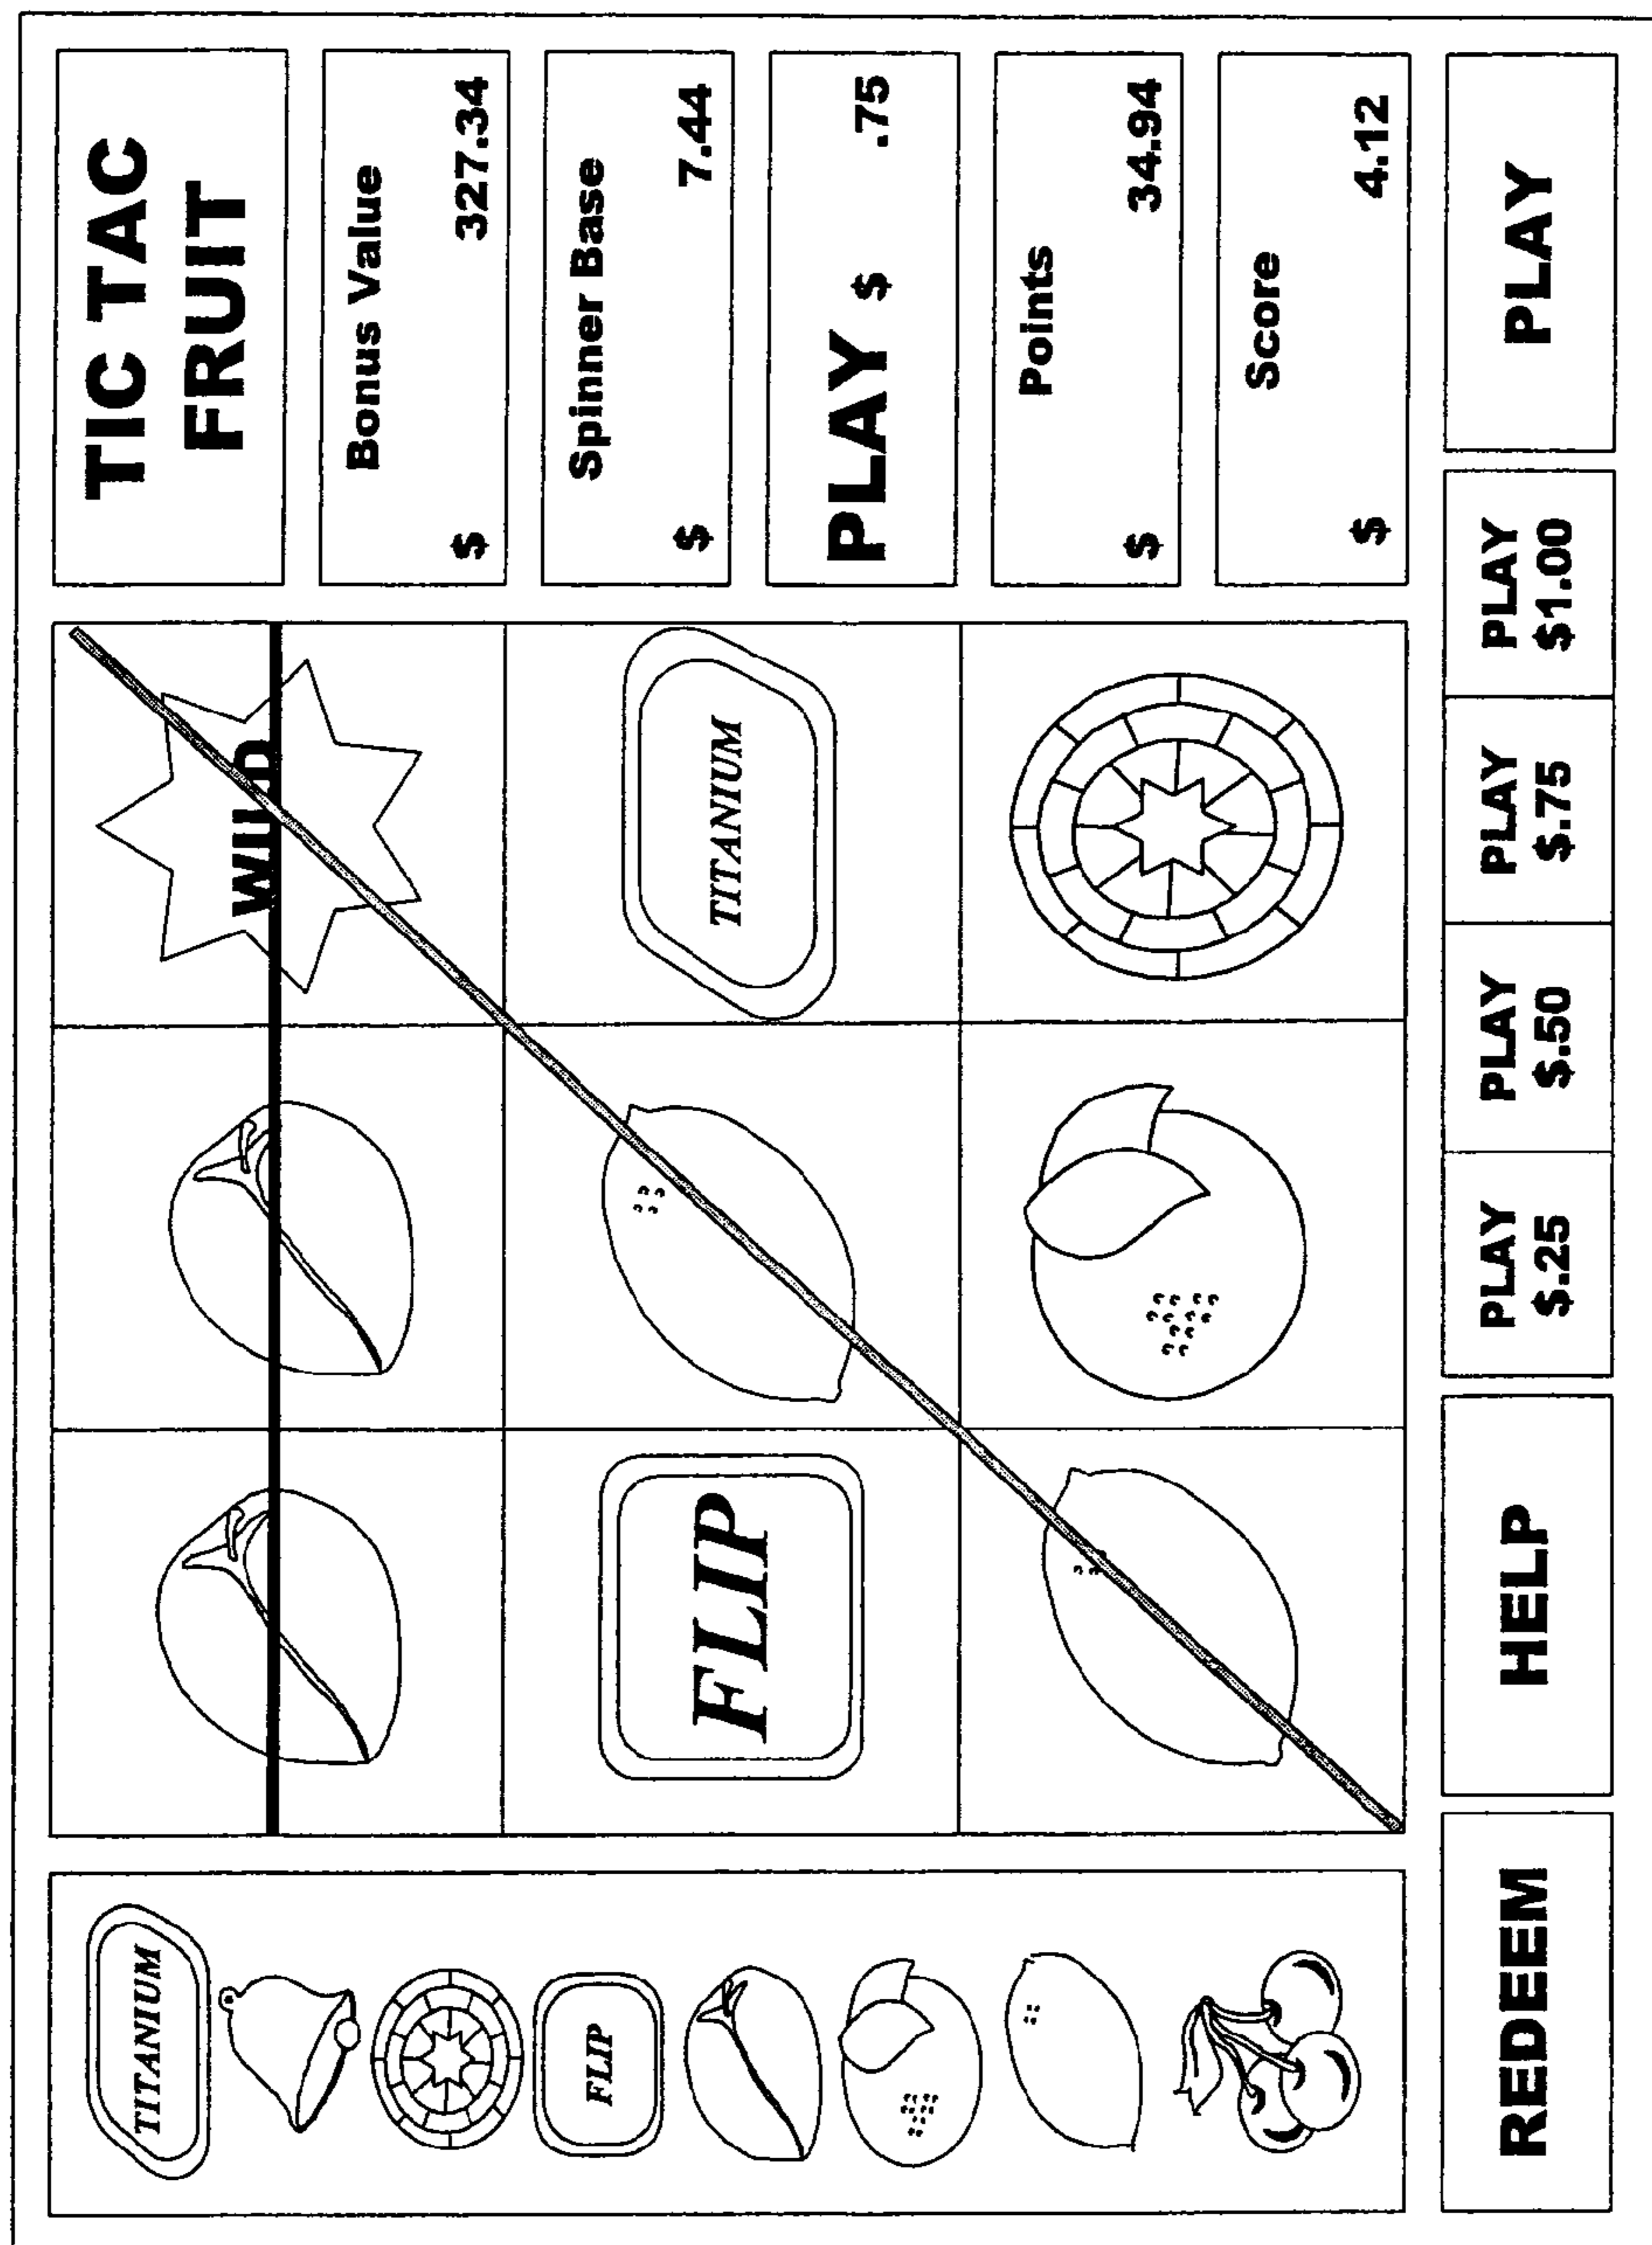 TITANIUM
FLIP
WILD
FLIP
TITANIUM
TIC TAC
FRUIT
Bonus Value
$ 327.34
Spinner Base
$ 7.44
PLAY $ .75
Points
$ 34.94
Score
$ 4.12
REDEEM
HELP
PLAY
$.25
PLAY
$.50
PLAY
$.75
PLAY
$1.00
PLAY